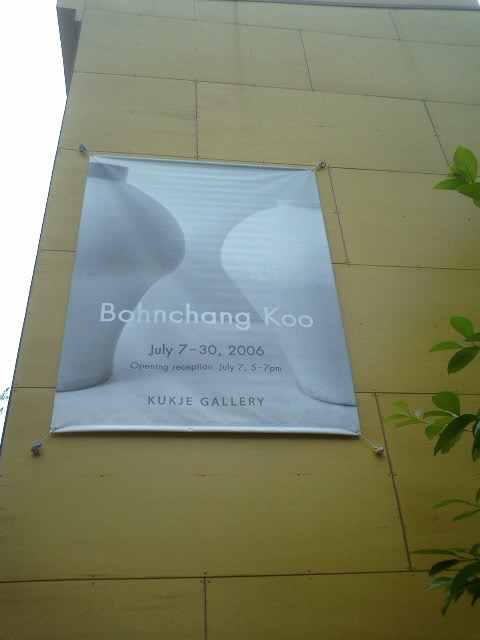 Bohnchang Koo
July 7–30, 2006
Opening reception July 7, 5-7pm
KUKJE GALLERY